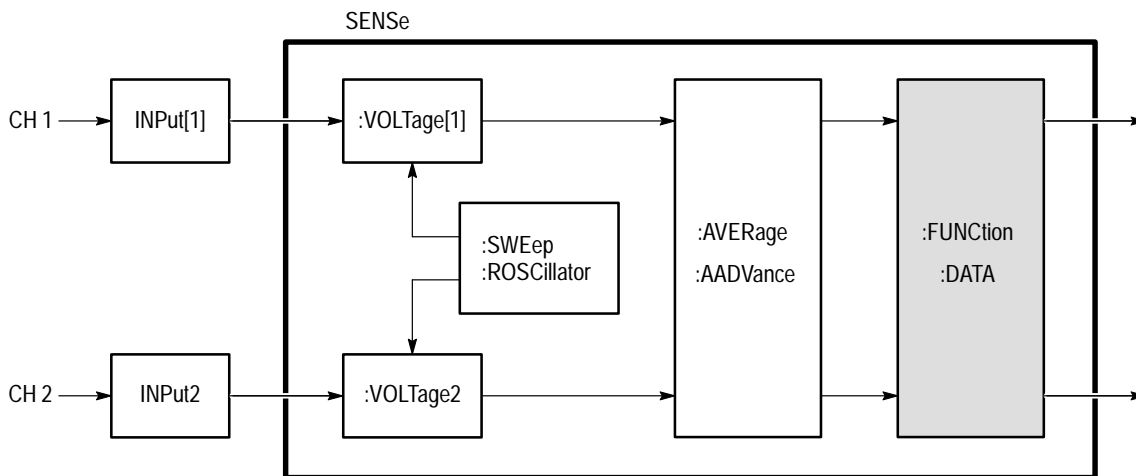 SENSe
CH 1
INPut[1]
:VOLTage[1]
:SWEep
:ROSCillator
:AVERage
:AADVance
:FUNCtion
:DATA
CH 2
INPut2
:VOLTage2